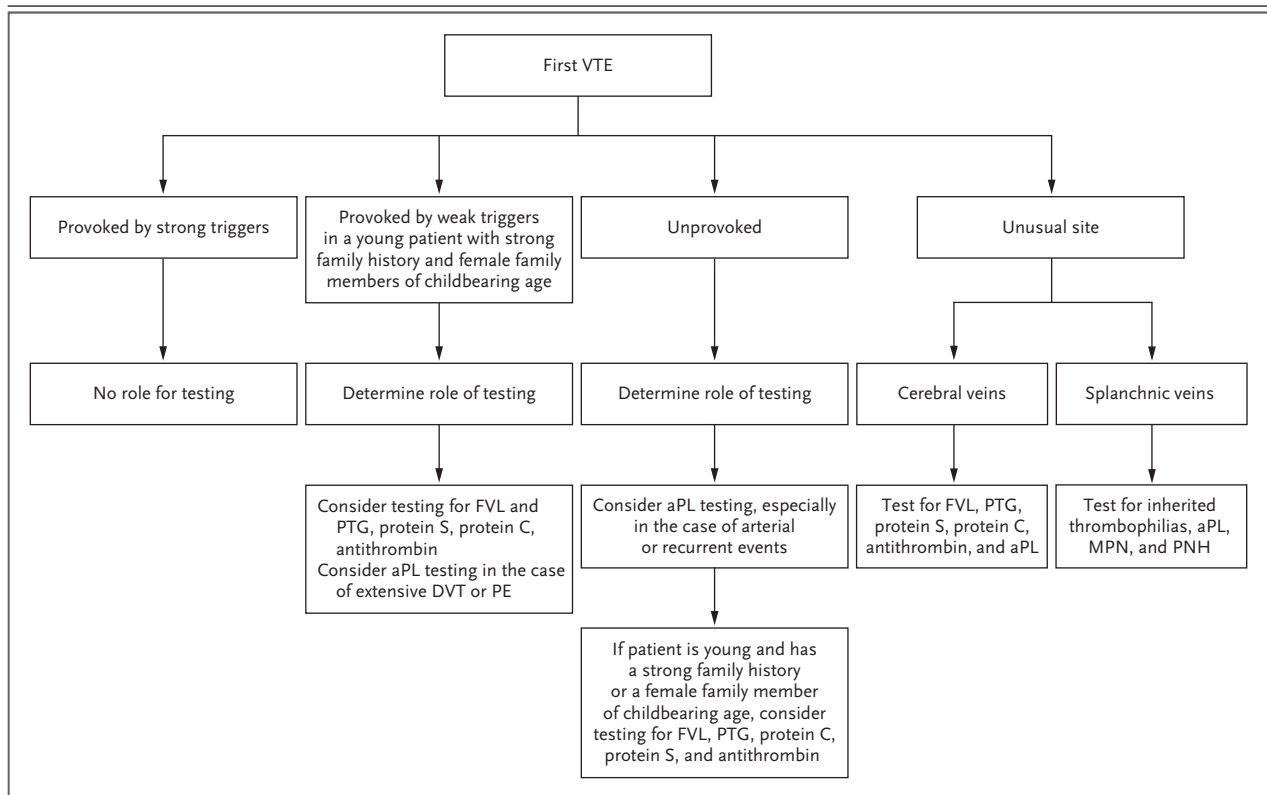 First VTE
Provoked by strong triggers
Provoked by weak triggers
in a young patient with strong
family history and female family
members of childbearing age
Unprovoked
Unusual site
No role for testing
Determine role of testing
Determine role of testing
Cerebral veins
Splanchnic veins
Consider testing for FVL and
PTG, protein S, protein C,
antithrombin
Consider aPL testing in the case
of extensive DVT or PE
Consider aPL testing, especially
in the case of arterial
or recurrent events
Test for FVL, PTG,
protein S, protein C,
antithrombin, and aPL
Test for inherited
thrombophilias, aPL,
MPN, and PNH
If patient is young and has
a strong family history
or a female family member
of childbearing age, consider
testing for FVL, PTG, protein C,
protein S, and antithrombin